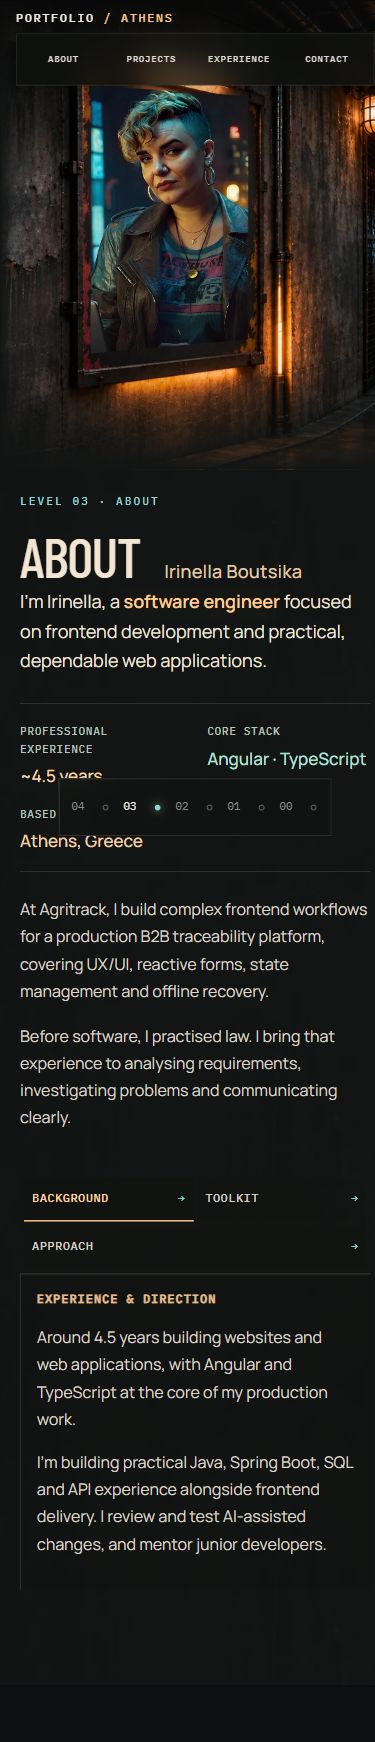 PORTFOLIO / ATHENS
ABOUT PROJECTS EXPERIENCE CONTACT
LEVEL 03 · ABOUT
ABOUT Irinella Boutsika
I'm Irinella, a software engineer focused
on frontend development and practical,
dependable web applications.
PROFESSIONAL
EXPERIENCE
~4.5 years
CORE STACK
Angular · TypeScript
04 03 02 01 00
BASED
Athens, Greece
At Agritrack, I build complex frontend workflows
for a production B2B traceability platform,
covering UX/UI, reactive forms, state
management and offline recovery.
Before software, I practised law. I bring that
experience to analysing requirements,
investigating problems and communicating
clearly.
BACKGROUND → TOOLKIT →
APPROACH →
EXPERIENCE & DIRECTION
Around 4.5 years building websites and
web applications, with Angular and
TypeScript at the core of my production
work.
I'm building practical Java, Spring Boot, SQL
and API experience alongside frontend
delivery. I review and test AI-assisted
changes, and mentor junior developers.